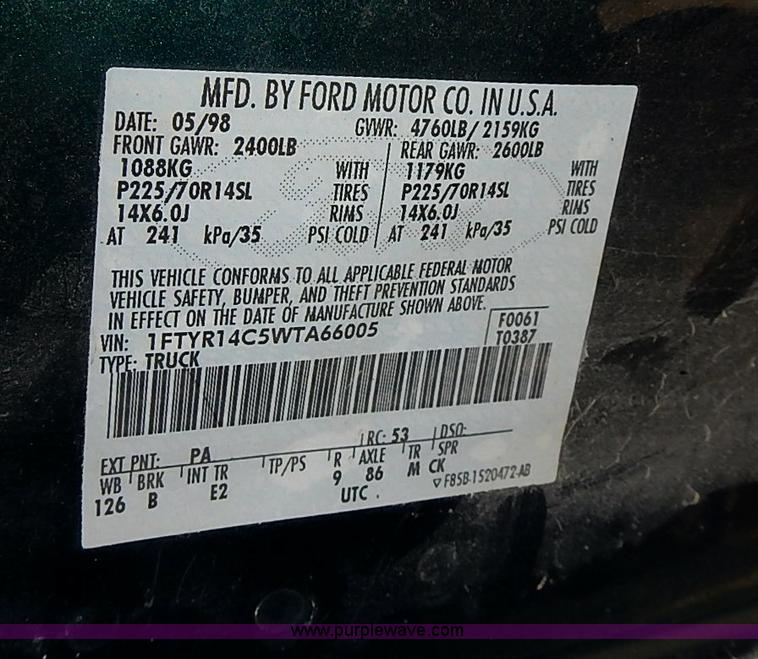 MFD. BY FORD MOTOR CO. IN U.S.A.
DATE: 05/98 GVWR: 4760LB/ 2159KG
FRONT GAWR: 2400LB REAR GAWR: 2600LB
1088KG WITH 1179KG WITH
P225/70R14SL TIRES P225/70R14SL TIRES
14X6.0J RIMS 14X6.0J RIMS
AT 241 kPa/35 PSI COLD AT 241 kPa/35 PSI COLD
THIS VEHICLE CONFORMS TO ALL APPLICABLE FEDERAL MOTOR
VEHICLE SAFETY, BUMPER, AND THEFT PREVENTION STANDARDS
IN EFFECT ON THE DATE OF MANUFACTURE SHOWN ABOVE.
VIN: 1FTYR14C5WTA66005 F0061
TYPE: TRUCK T0387
EXT PNT: PA RC: 53 DSO:
WB BRK INT TR TP/PS R AXLE TR SPR
126 B E2 9 86 M CK
UTC . ▽ F85B-1520472-AB
www.purplewave.com